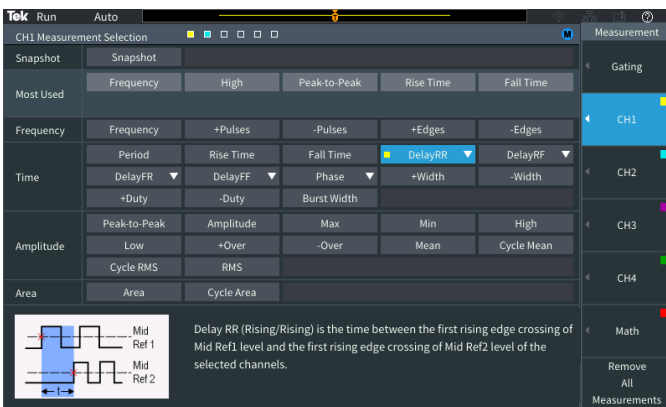 Tek Run Auto
T
CH1 Measurement Selection M Measurement
Snapshot Snapshot
Gating
Most Used Frequency High Peak-to-Peak Rise Time Fall Time
CH1
Frequency Frequency +Pulses -Pulses +Edges -Edges
Time Period Rise Time Fall Time DelayRR DelayRF
DelayFR DelayFF Phase +Width -Width
CH2
+Duty -Duty Burst Width
Amplitude Peak-to-Peak Amplitude Max Min High
CH3
Low +Over -Over Mean Cycle Mean
Cycle RMS RMS
CH4
Area Area Cycle Area
Mid
Ref 1
Mid
Ref 2
t
Delay RR (Rising/Rising) is the time between the first rising edge crossing of
Mid Ref1 level and the first rising edge crossing of Mid Ref2 level of the
selected channels.
Math
Remove
All
Measurements